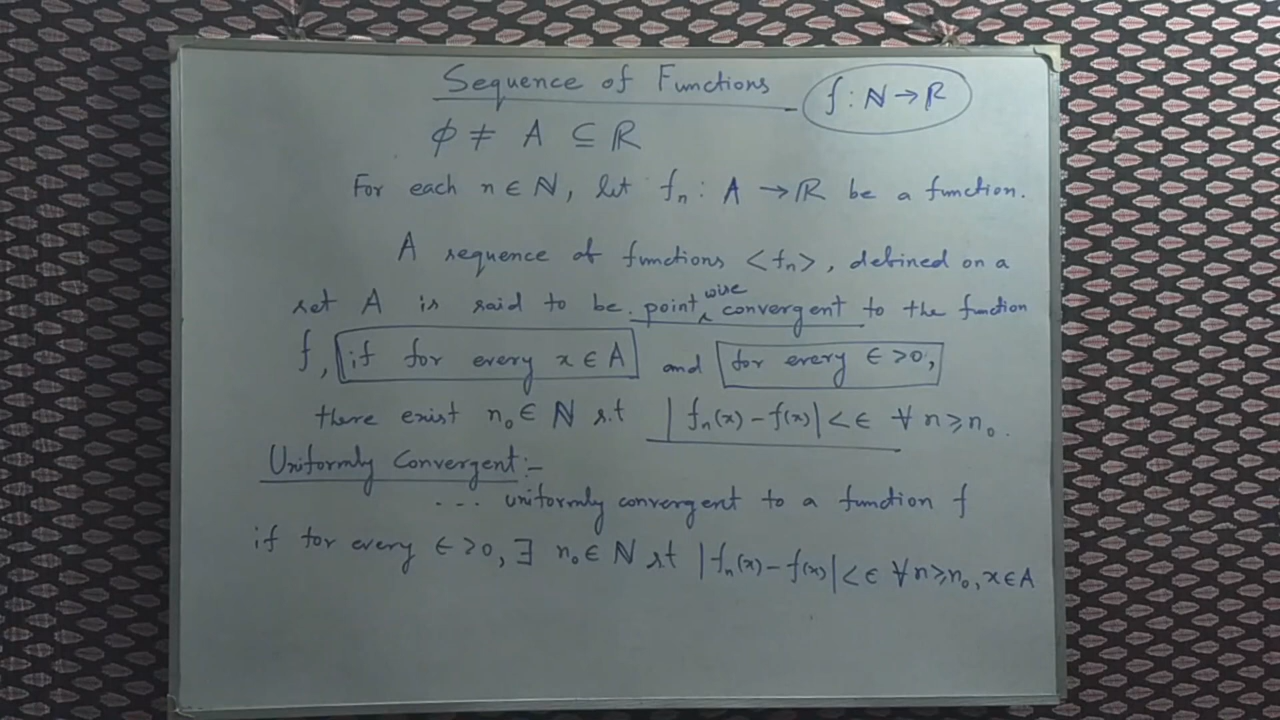 Sequence of Functions f : ℕ → ℝ
ϕ ≠ A ⊆ ℝ
For each n ∈ ℕ, let fₙ : A → ℝ be a function.
A sequence of functions <fₙ>, defined on a
set A is said to be pointwise convergent to the function
f, if for every x ∈ A and for every ∈ >0,
there exist n₀ ∈ ℕ s.t |fₙ(x) – f(x)| < ∈ ∀ n ≥ n₀.
Uniformly Convergent :–
... uniformly convergent to a function f
if for every ∈ >0, ∃ n₀ ∈ ℕ st |fₙ(x) – f(x)| < ∈ ∀ n ≥ n₀, x ∈ A